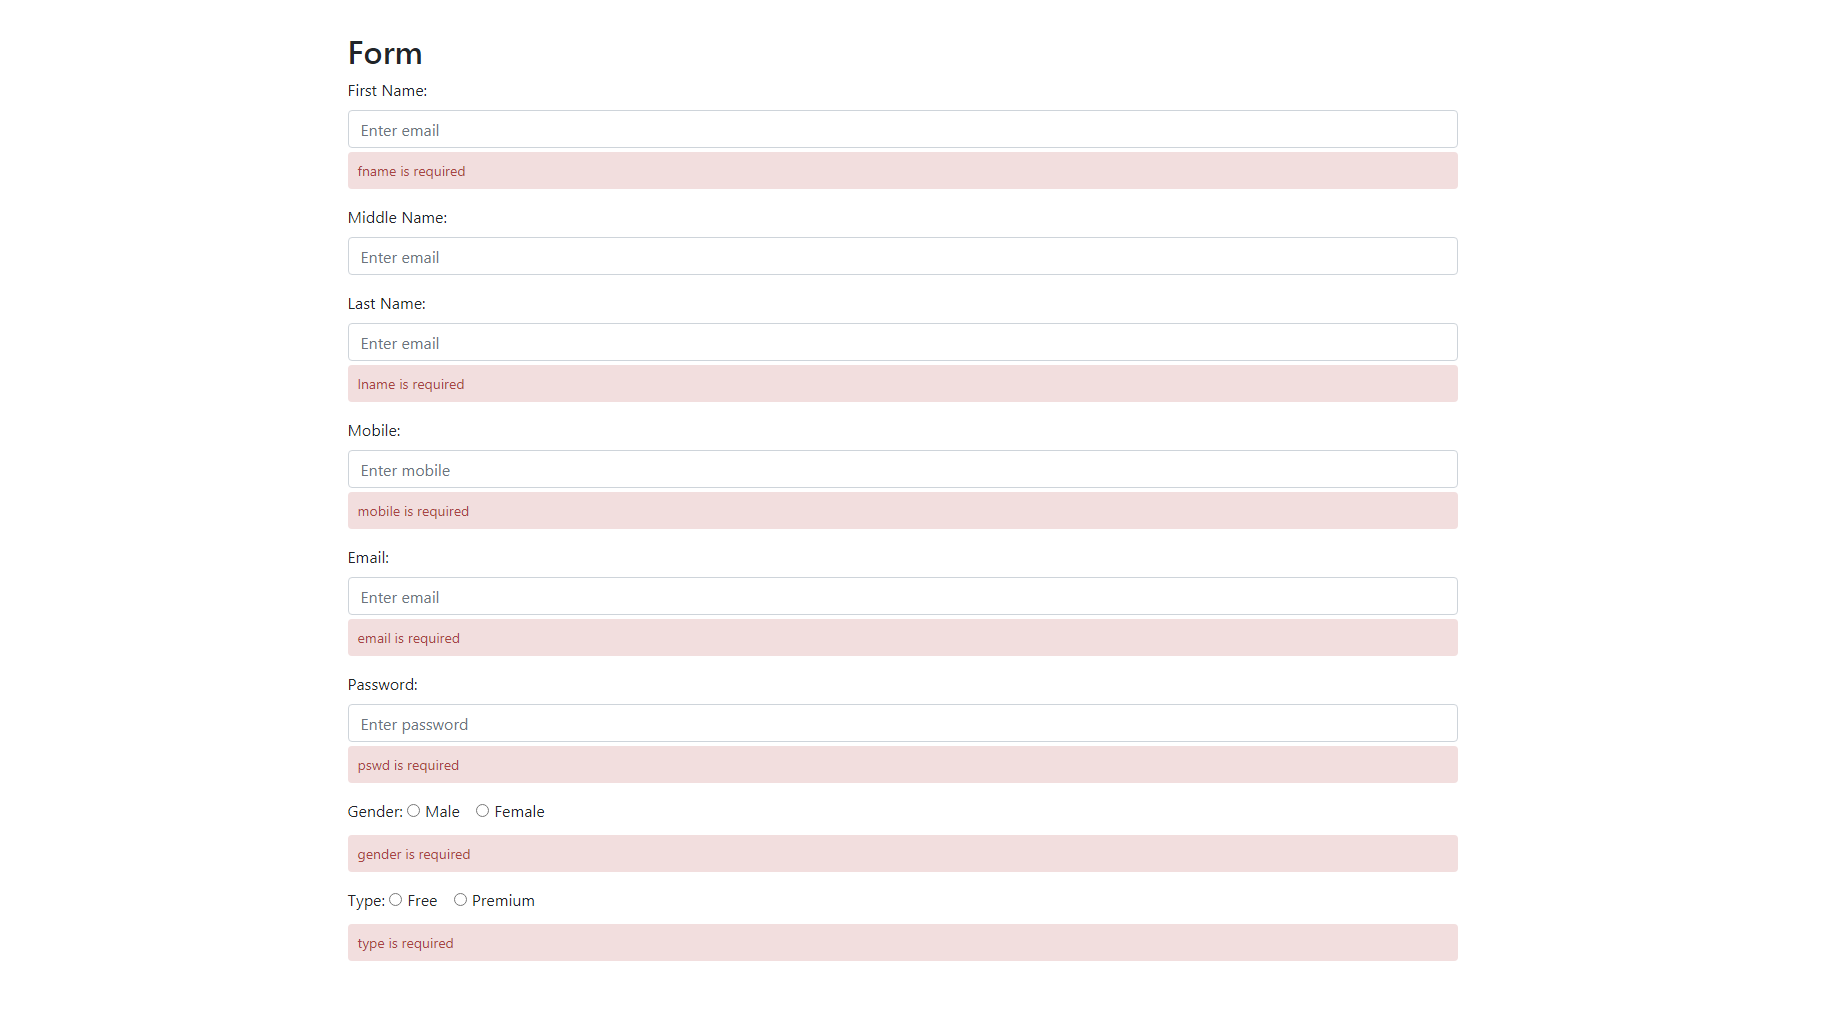 Form
First Name:
Enter email
fname is required
Middle Name:
Enter email
Last Name:
Enter email
lname is required
Mobile:
Enter mobile
mobile is required
Email:
Enter email
email is required
Password:
Enter password
pswd is required
Gender: Male Female
gender is required
Type: Free Premium
type is required